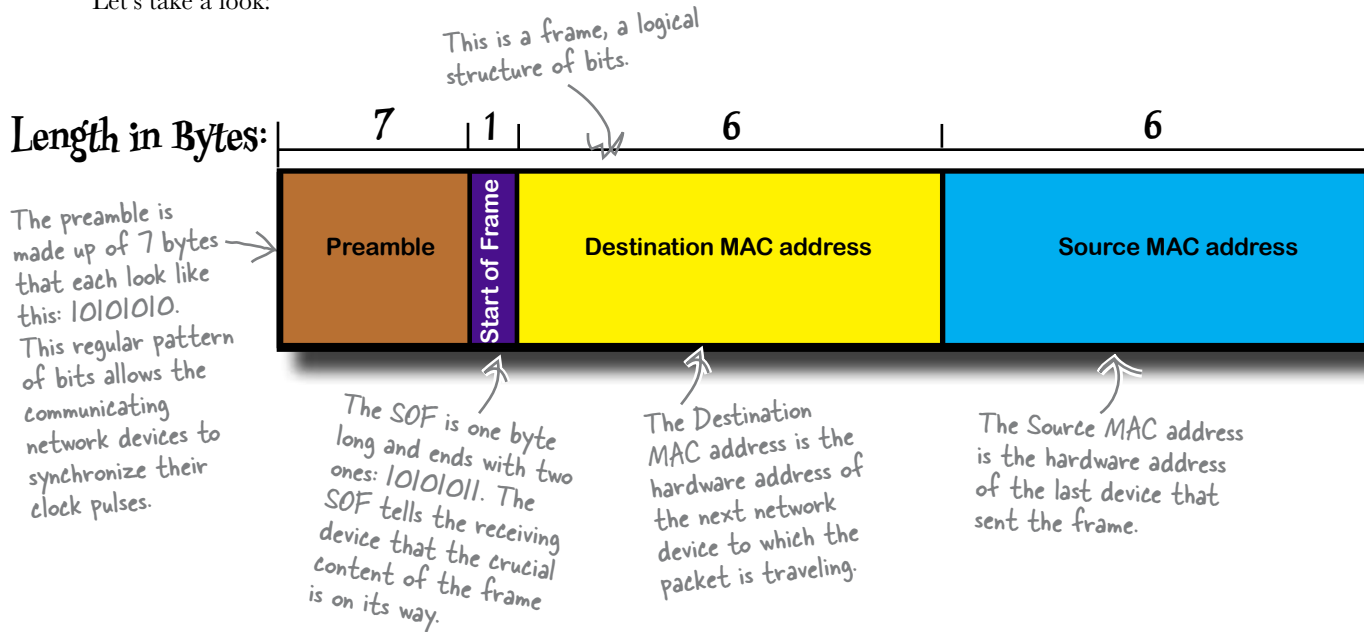 Let's take a look:
This is a frame, a logical
structure of bits.
Length in Bytes:
7
1
6
6
The preamble is
made up of 7 bytes
that each look like
this: 10101010.
This regular pattern
of bits allows the
communicating
network devices to
synchronize their
clock pulses.
Preamble
Start of Frame
Destination MAC address
Source MAC address
The SOF is one byte
long and ends with two
ones: 10101011. The
SOF tells the receiving
device that the crucial
content of the frame
is on its way.
The Destination
MAC address is the
hardware address of
the next network
device to which the
packet is traveling.
The Source MAC address
is the hardware address
of the last device that
sent the frame.